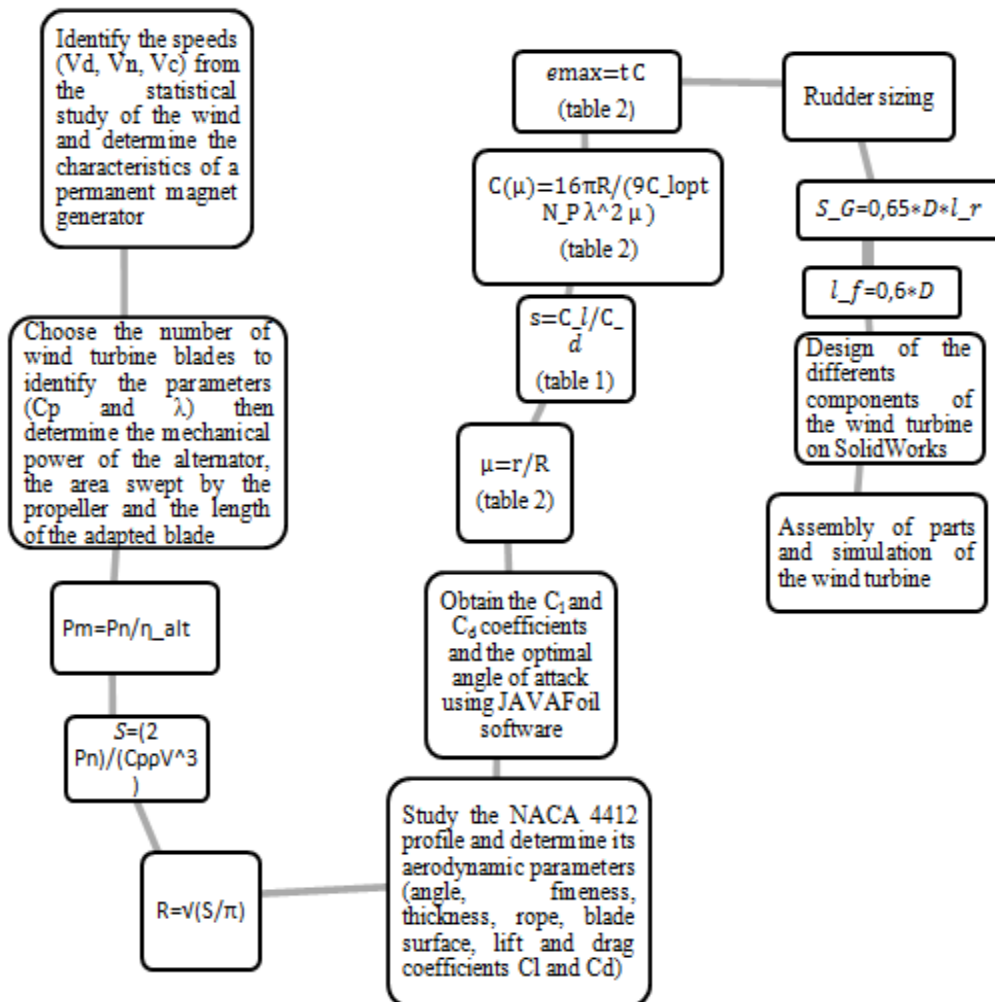 Identify the speeds
(Vd, Vn, Vc) from
the statistical
study of the wind
and determine the
characteristics of a
permanent magnet
generator
Choose the number of
wind turbine blades to
identify the parameters
(Cp and λ) then
determine the mechanical
power of the alternator,
the area swept by the
propeller and the length
of the adapted blade
Pm=Pn/η_alt
S=(2
Pn)/(CpρV^3
)
R=√(S/π)
Study the NACA 4412
profile and determine its
aerodynamic parameters
(angle, fineness,
thickness, rope, blade
surface, lift and drag
coefficients Cl and Cd)
Obtain the Cl and
Cd coefficients
and the optimal
angle of attack
using JAVAFoil
software
μ=r/R
(table 2)
s=C_l/C_
d
(table 1)
C(μ)=16πR/(9C_lopt
N_P λ^2 μ )
(table 2)
emax=t C
(table 2)
Rudder sizing
S_G=0,65*D*l_r
l_f=0,6*D
Design of the
differents
components of
the wind turbine
on SolidWorks
Assembly of parts
and simulation of
the wind turbine